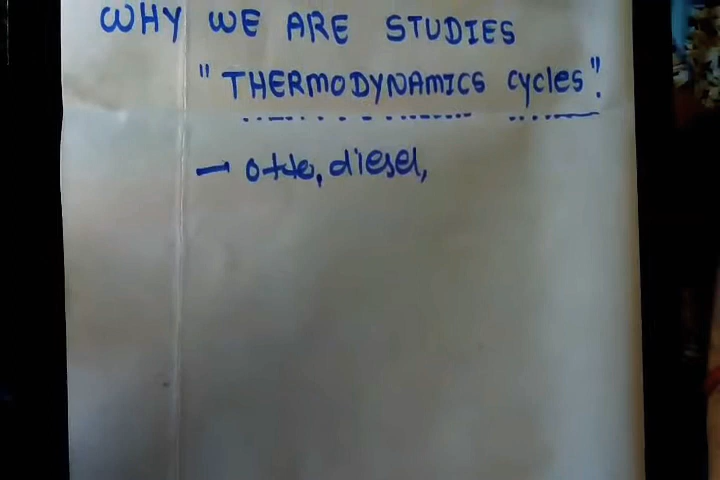 WHY WE ARE STUDIES
"THERMODYNAMICS cycles".
→ otto, diesel,